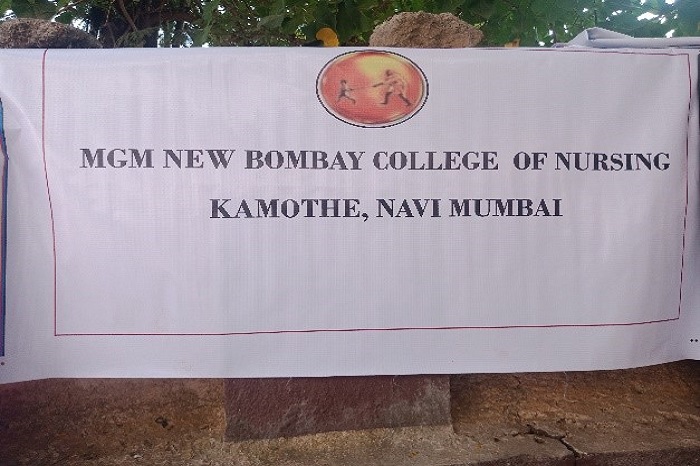 MGM NEW BOMBAY COLLEGE OF NURSING
KAMOTHE, NAVI MUMBAI